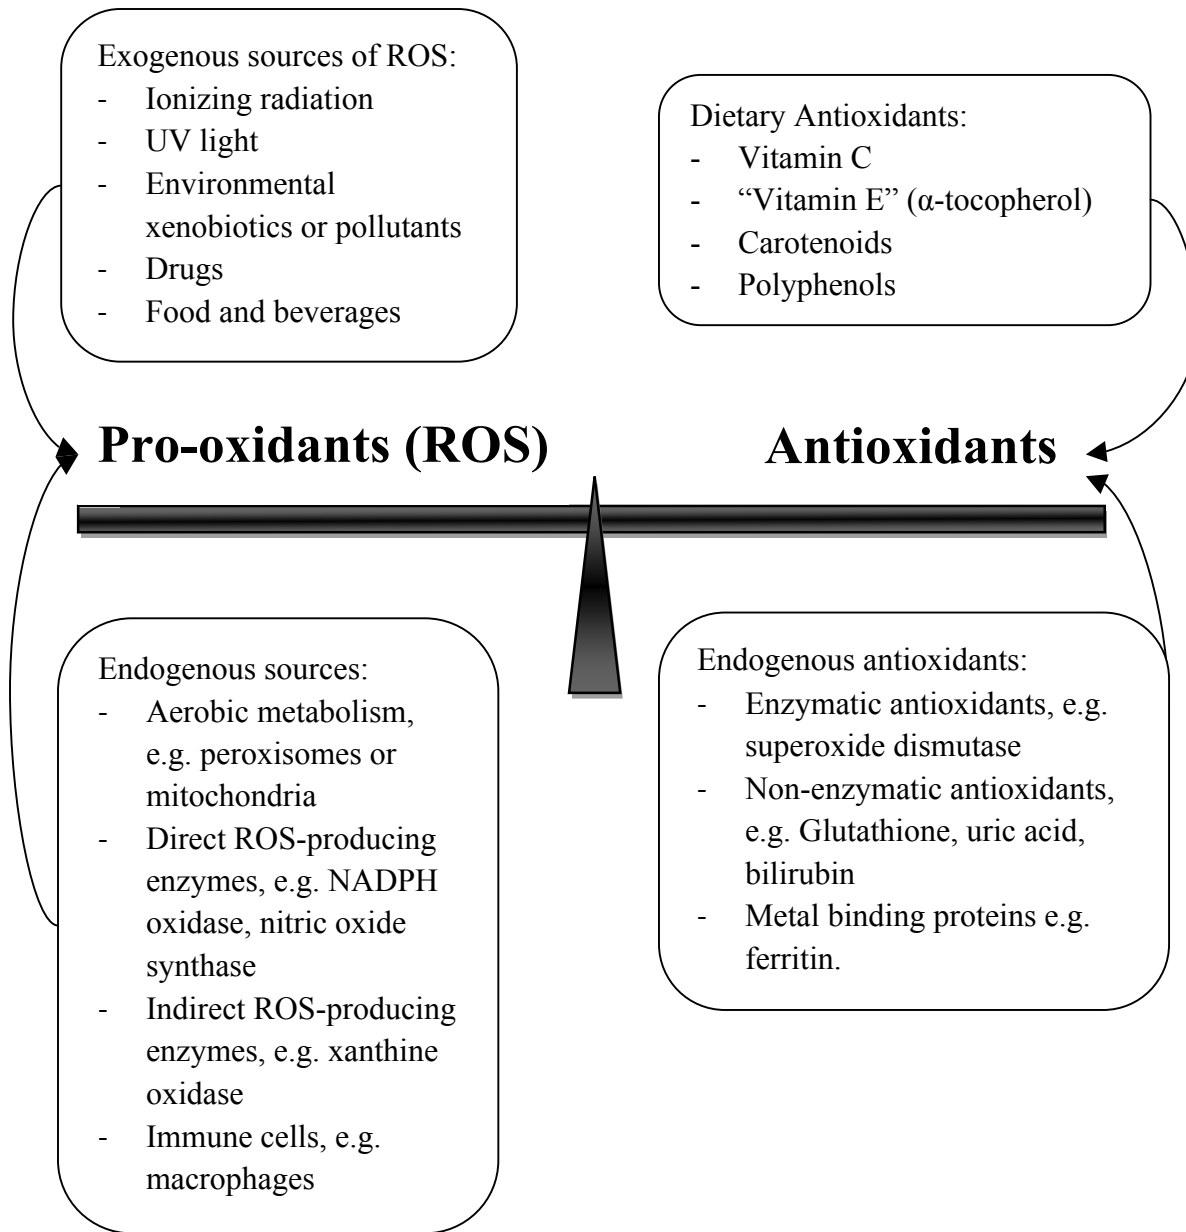 Exogenous sources of ROS:
- Ionizing radiation
- UV light
- Environmental
xenobiotics or pollutants
- Drugs
- Food and beverages
Dietary Antioxidants:
- Vitamin C
- “Vitamin E” (α-tocopherol)
- Carotenoids
- Polyphenols
Pro-oxidants (ROS)
Antioxidants
Endogenous sources:
- Aerobic metabolism,
e.g. peroxisomes or
mitochondria
- Direct ROS-producing
enzymes, e.g. NADPH
oxidase, nitric oxide
synthase
- Indirect ROS-producing
enzymes, e.g. xanthine
oxidase
- Immune cells, e.g.
macrophages
Endogenous antioxidants:
- Enzymatic antioxidants, e.g.
superoxide dismutase
- Non-enzymatic antioxidants,
e.g. Glutathione, uric acid,
bilirubin
- Metal binding proteins e.g.
ferritin.